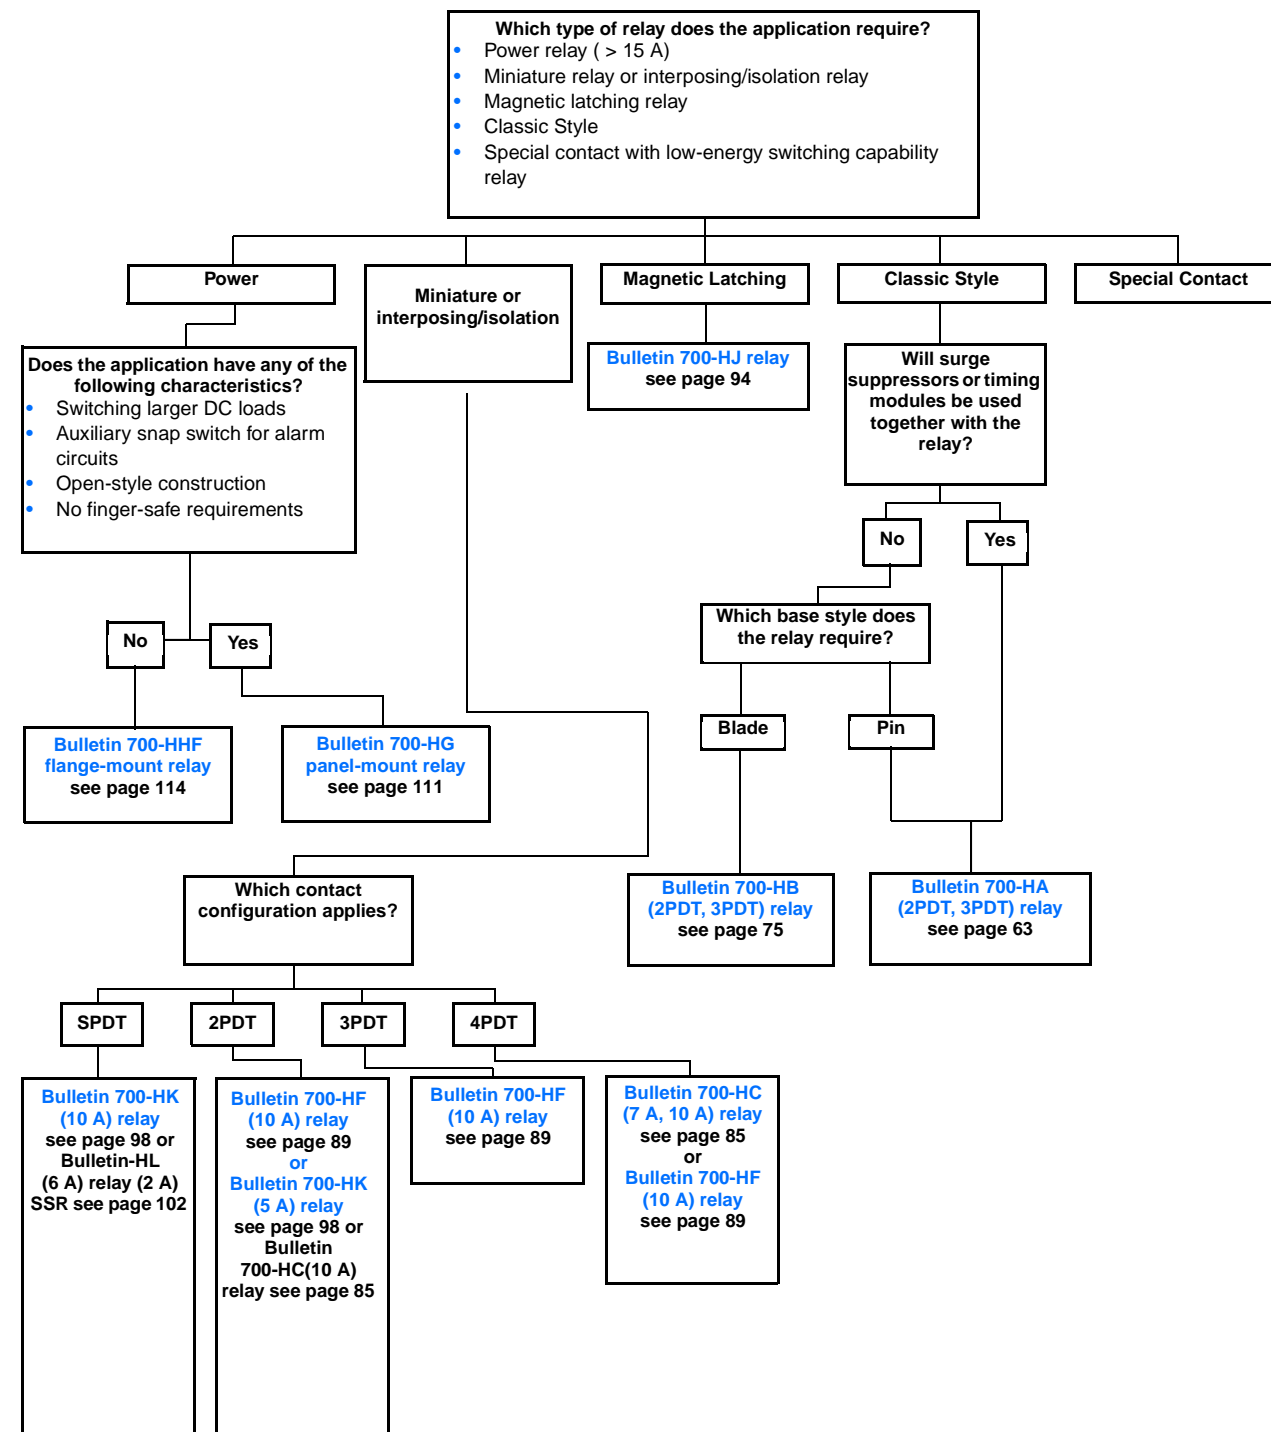 Which type of relay does the application require?
• Power relay ( > 15 A)
• Miniature relay or interposing/isolation relay
• Magnetic latching relay
• Classic Style
• Special contact with low-energy switching capability
relay
Power
Miniature or
interposing/isolation
Magnetic Latching
Classic Style
Special Contact
Does the application have any of the
following characteristics?
• Switching larger DC loads
• Auxiliary snap switch for alarm
circuits
• Open-style construction
• No finger-safe requirements
Bulletin 700-HJ relay
see page 94
Will surge
suppressors or timing
modules be used
together with the
relay?
No
Yes
Which base style does
the relay require?
No
Yes
Blade
Pin
Bulletin 700-HHF
flange-mount relay
see page 114
Bulletin 700-HG
panel-mount relay
see page 111
Which contact
configuration applies?
Bulletin 700-HB
(2PDT, 3PDT) relay
see page 75
Bulletin 700-HA
(2PDT, 3PDT) relay
see page 63
SPDT
2PDT
3PDT
4PDT
Bulletin 700-HK
(10 A) relay
see page 98 or
Bulletin-HL
(6 A) relay (2 A)
SSR see page 102
Bulletin 700-HF
(10 A) relay
see page 89
or
Bulletin 700-HK
(5 A) relay
see page 98 or
Bulletin
700-HC(10 A)
relay see page 85
Bulletin 700-HF
(10 A) relay
see page 89
Bulletin 700-HC
(7 A, 10 A) relay
see page 85
or
Bulletin 700-HF
(10 A) relay
see page 89